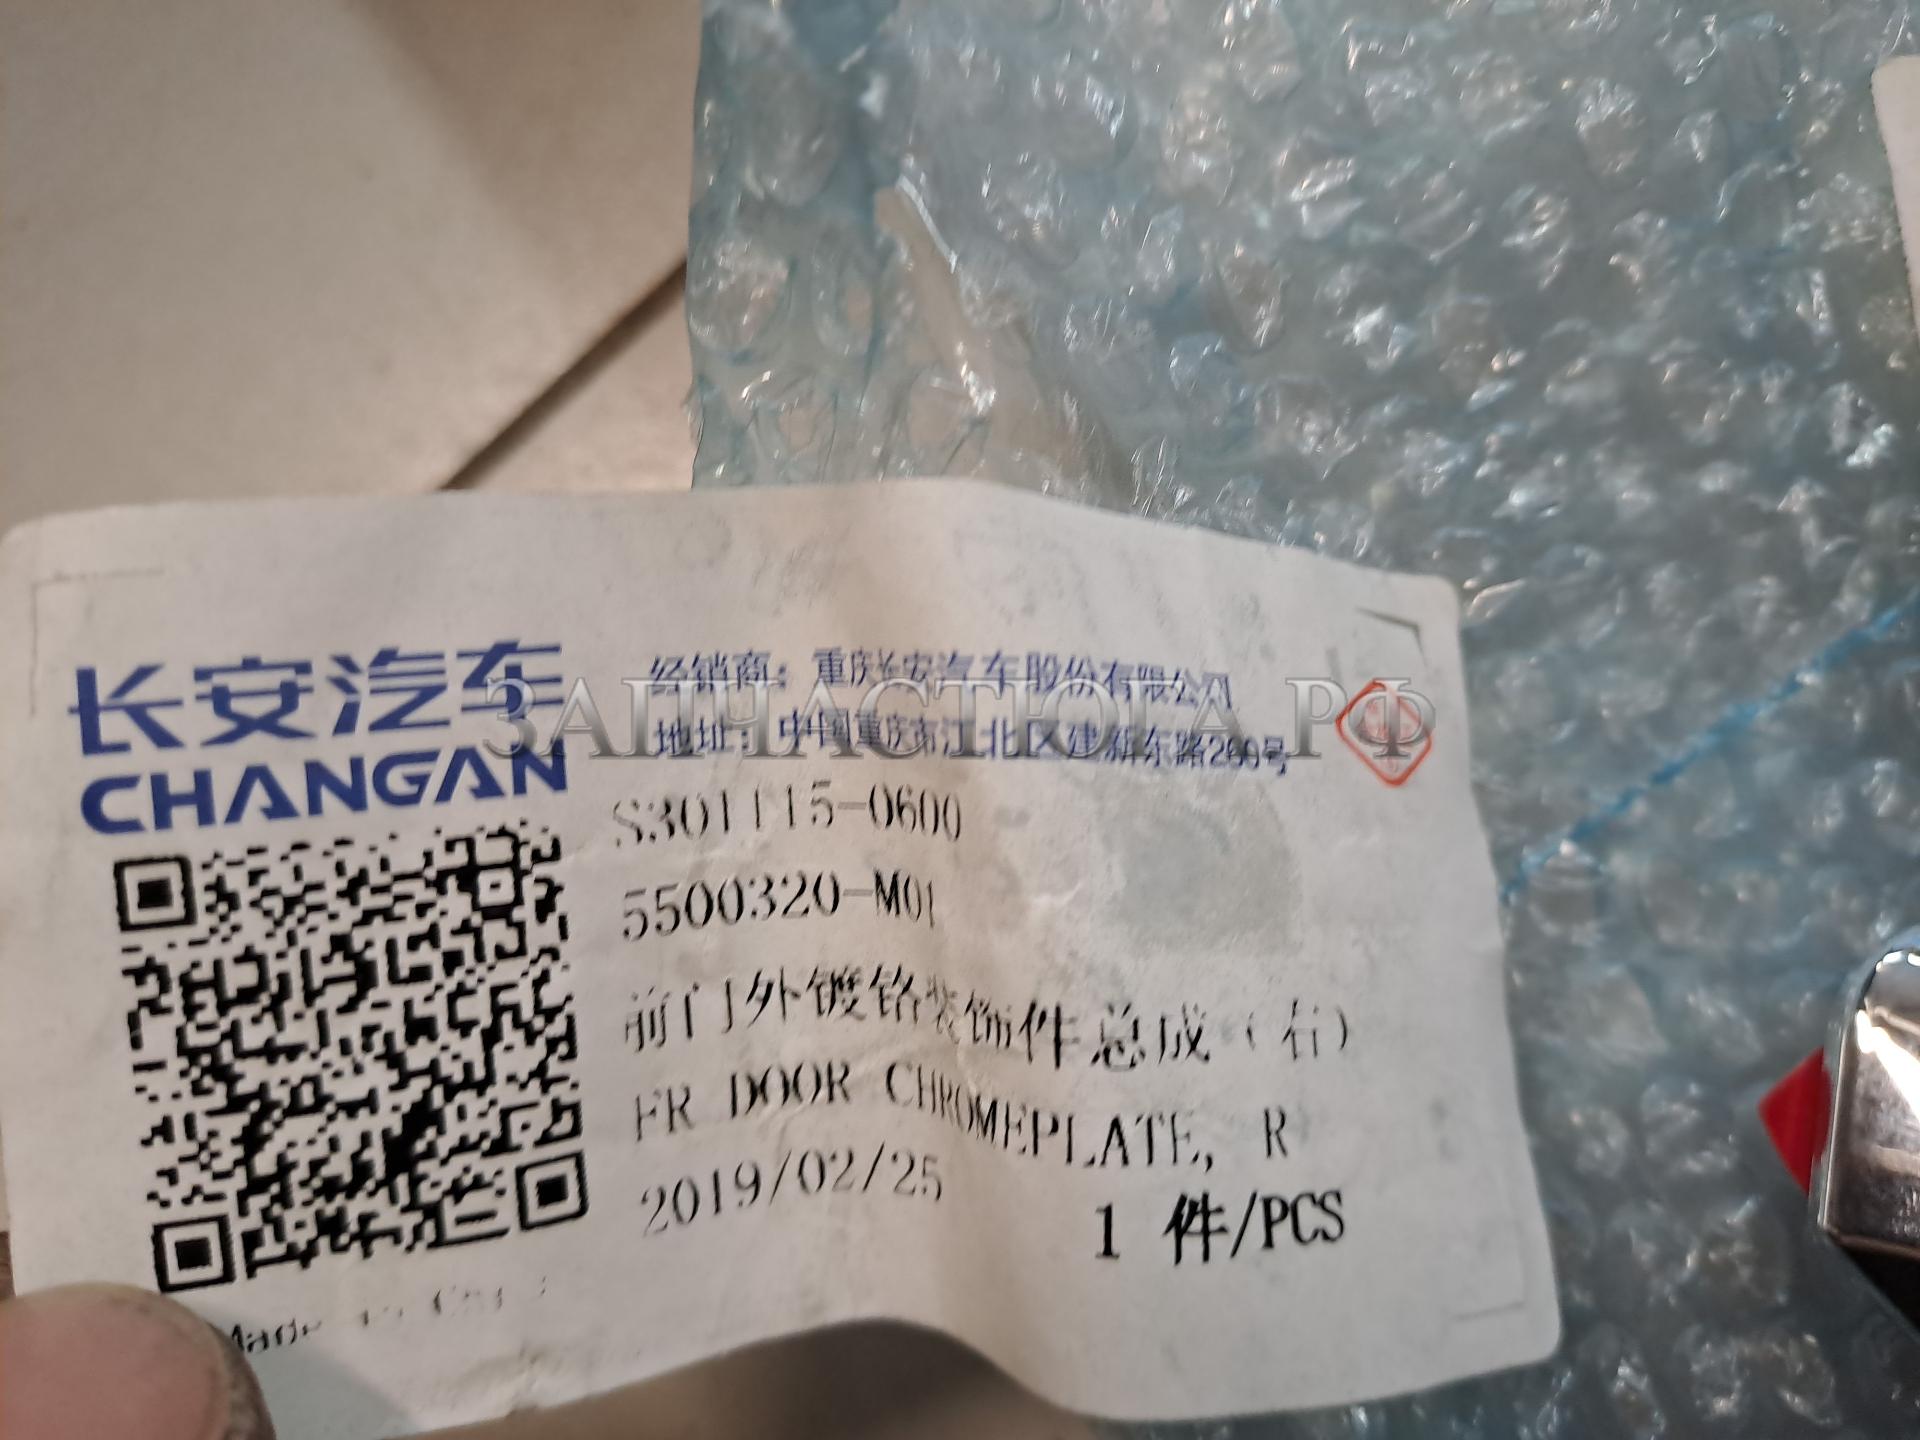 长安汽车
CHANGAN
经销商：重庆长安汽车股份有限公司
地址：中国重庆市江北区建新东路260号
ЗАПЧАСТЮГА.РФ
S301115-0600
5500320-M01
前门外镀铬装饰件总成（右）
FR DOOR CHROMEPLATE, R
2019/02/25
1 件/PCS
Made in